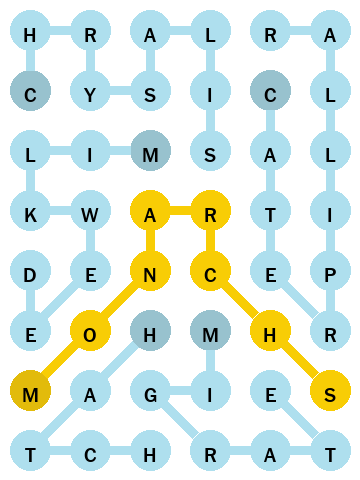 H R A L R A
C Y S I C L
L I M S A L
K W A R T I
D E N C E P
E O H M H R
M A G I E S
T C H R A T